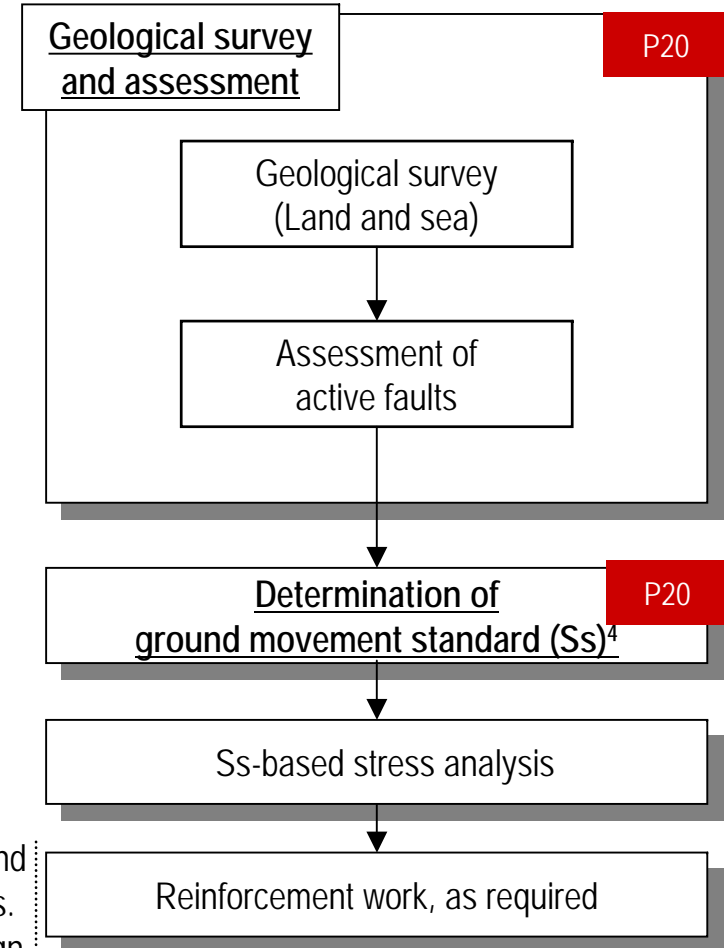 Geological survey
and assessment
P20
Geological survey
(Land and sea)
Assessment of
active faults
Determination of
ground movement standard (Ss)⁴
P20
Ss-based stress analysis
nd
s.
Reinforcement work, as required